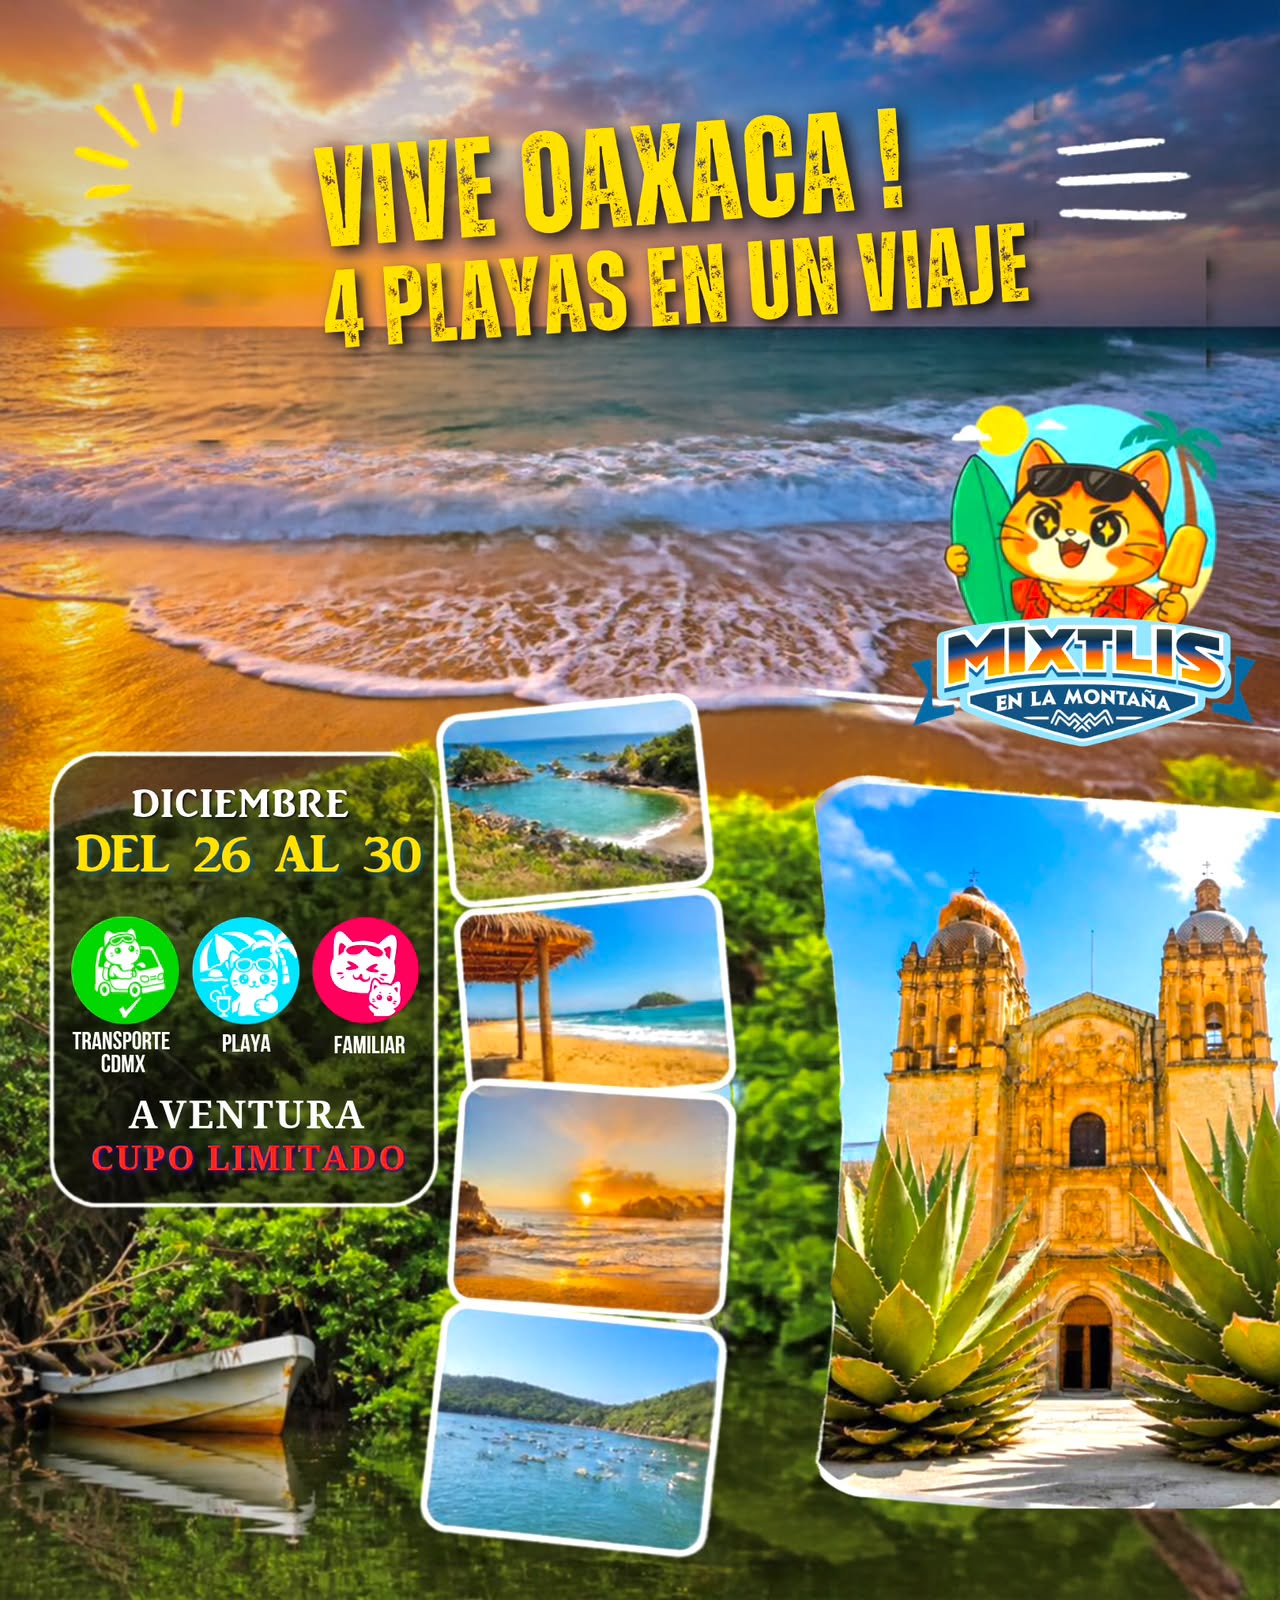 VIVE OAXACA !
4 PLAYAS EN UN VIAJE
MIXTLIS
EN LA MONTAÑA
DICIEMBRE
DEL 26 AL 30
TRANSPORTE
CDMX
PLAYA
FAMILIAR
AVENTURA
CUPO LIMITADO